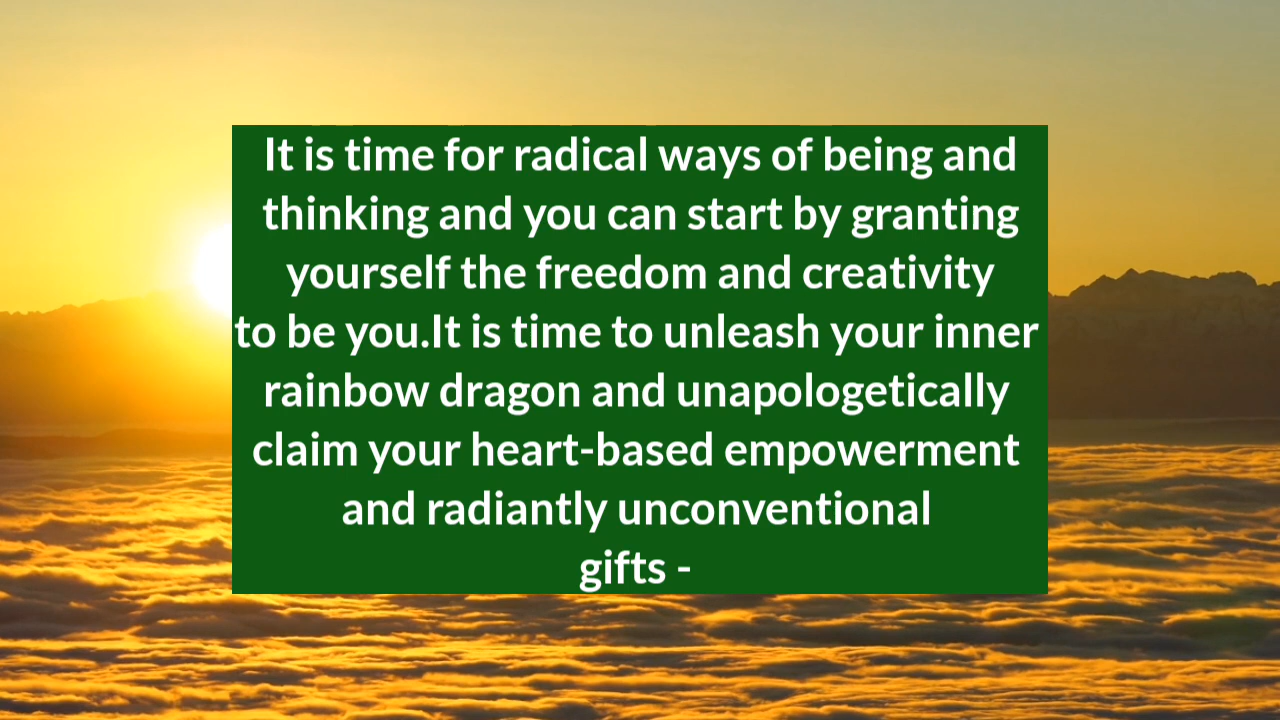 It is time for radical ways of being and
thinking and you can start by granting
yourself the freedom and creativity
to be you.It is time to unleash your inner
rainbow dragon and unapologetically
claim your heart-based empowerment
and radiantly unconventional
gifts -